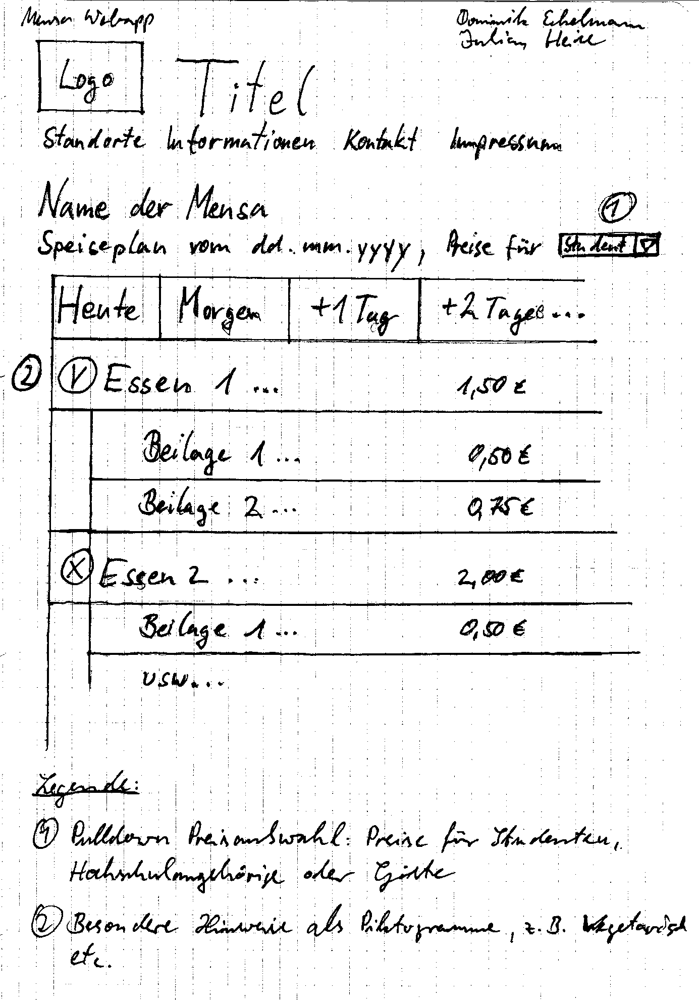 Mensa Webapp
Dominik Eckelmann
Julian Heise
Logo
Titel
Standorte Informationen Kontakt Impressum
Name der Mensa
1
Speiseplan vom dd.mm.yyyy, Preise für Student
Heute Morgen +1 Tag +2 Tage...
2 V Essen 1 ... 1,50 €
Beilage 1 ... 0,50 €
Beilage 2 ... 0,75 €
X Essen 2 ... 2,00 €
Beilage 1 ... 0,50 €
usw...
Legende:
1 Pulldown Preisauswahl: Preise für Studenten,
Hochschulangehörige oder Gäste
2 Besondere Hinweise als Piktogramme, z.B. Vegetarisch
etc.